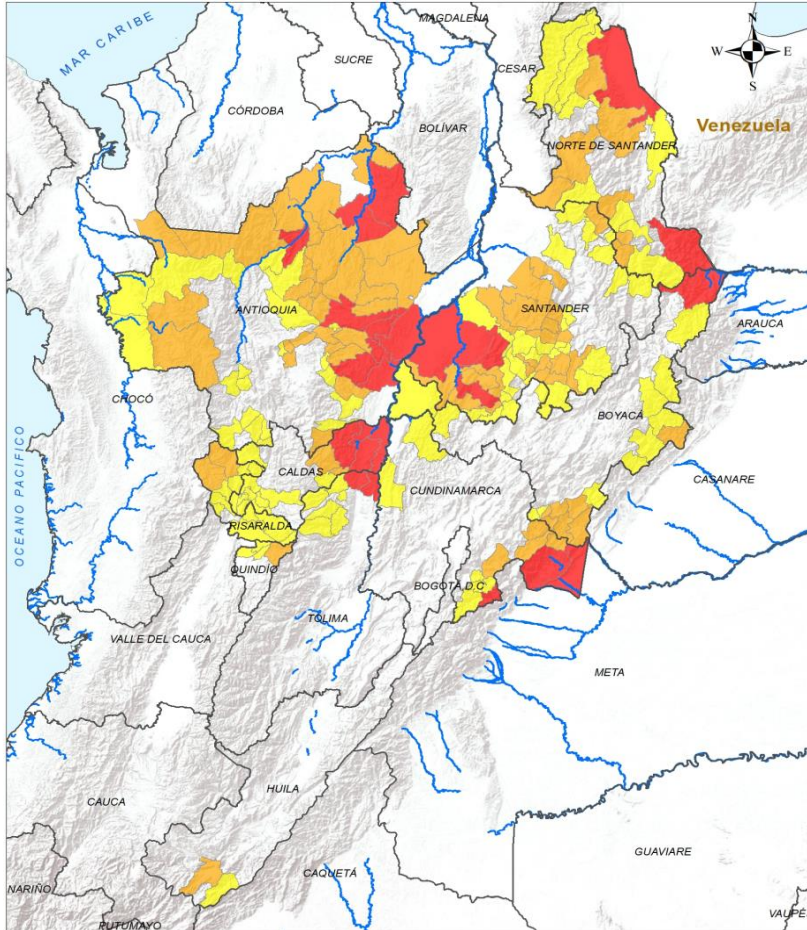 MAGDALENA
N
MAR CARIBE
SUCRE
CESAR
W
E
S
CÓRDOBA
BOLÍVAR
Venezuela
NORTE DE SANTANDER
ANTIOQUIA
SANTANDER
ARAUCA
CHOCÓ
BOYACÁ
OCEANO PACIFICO
CALDAS
CUNDINAMARCA
CASANARE
RISARALDA
QUINDÍO
BOGOTÁ, D.C
TOLIMA
VALLE DEL CAUCA
META
HUILA
CAUCA
GUAVIARE
CAQUETÁ
NARIÑO
PUTUMAYO
VAUPÉ